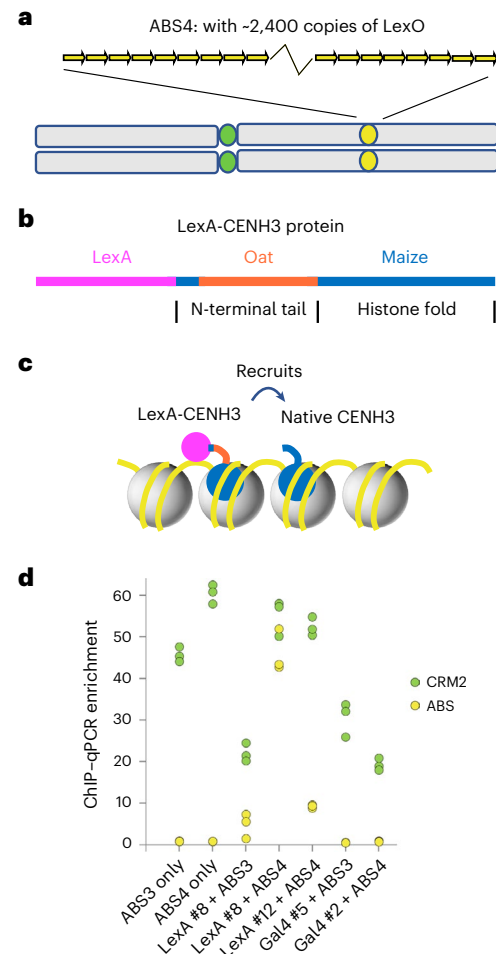 a
ABS4: with ~2,400 copies of LexO
b
LexA-CENH3 protein
LexA
Oat
Maize
N-terminal tail
Histone fold
c
Recruits
LexA-CENH3
Native CENH3
d
ChIP–qPCR enrichment
60
50
40
30
20
10
0
CRM2
ABS
ABS3 only
ABS4 only
LexA #8 + ABS3
LexA #8 + ABS4
LexA #12 + ABS4
Gal4 #5 + ABS3
Gal4 #2 + ABS4